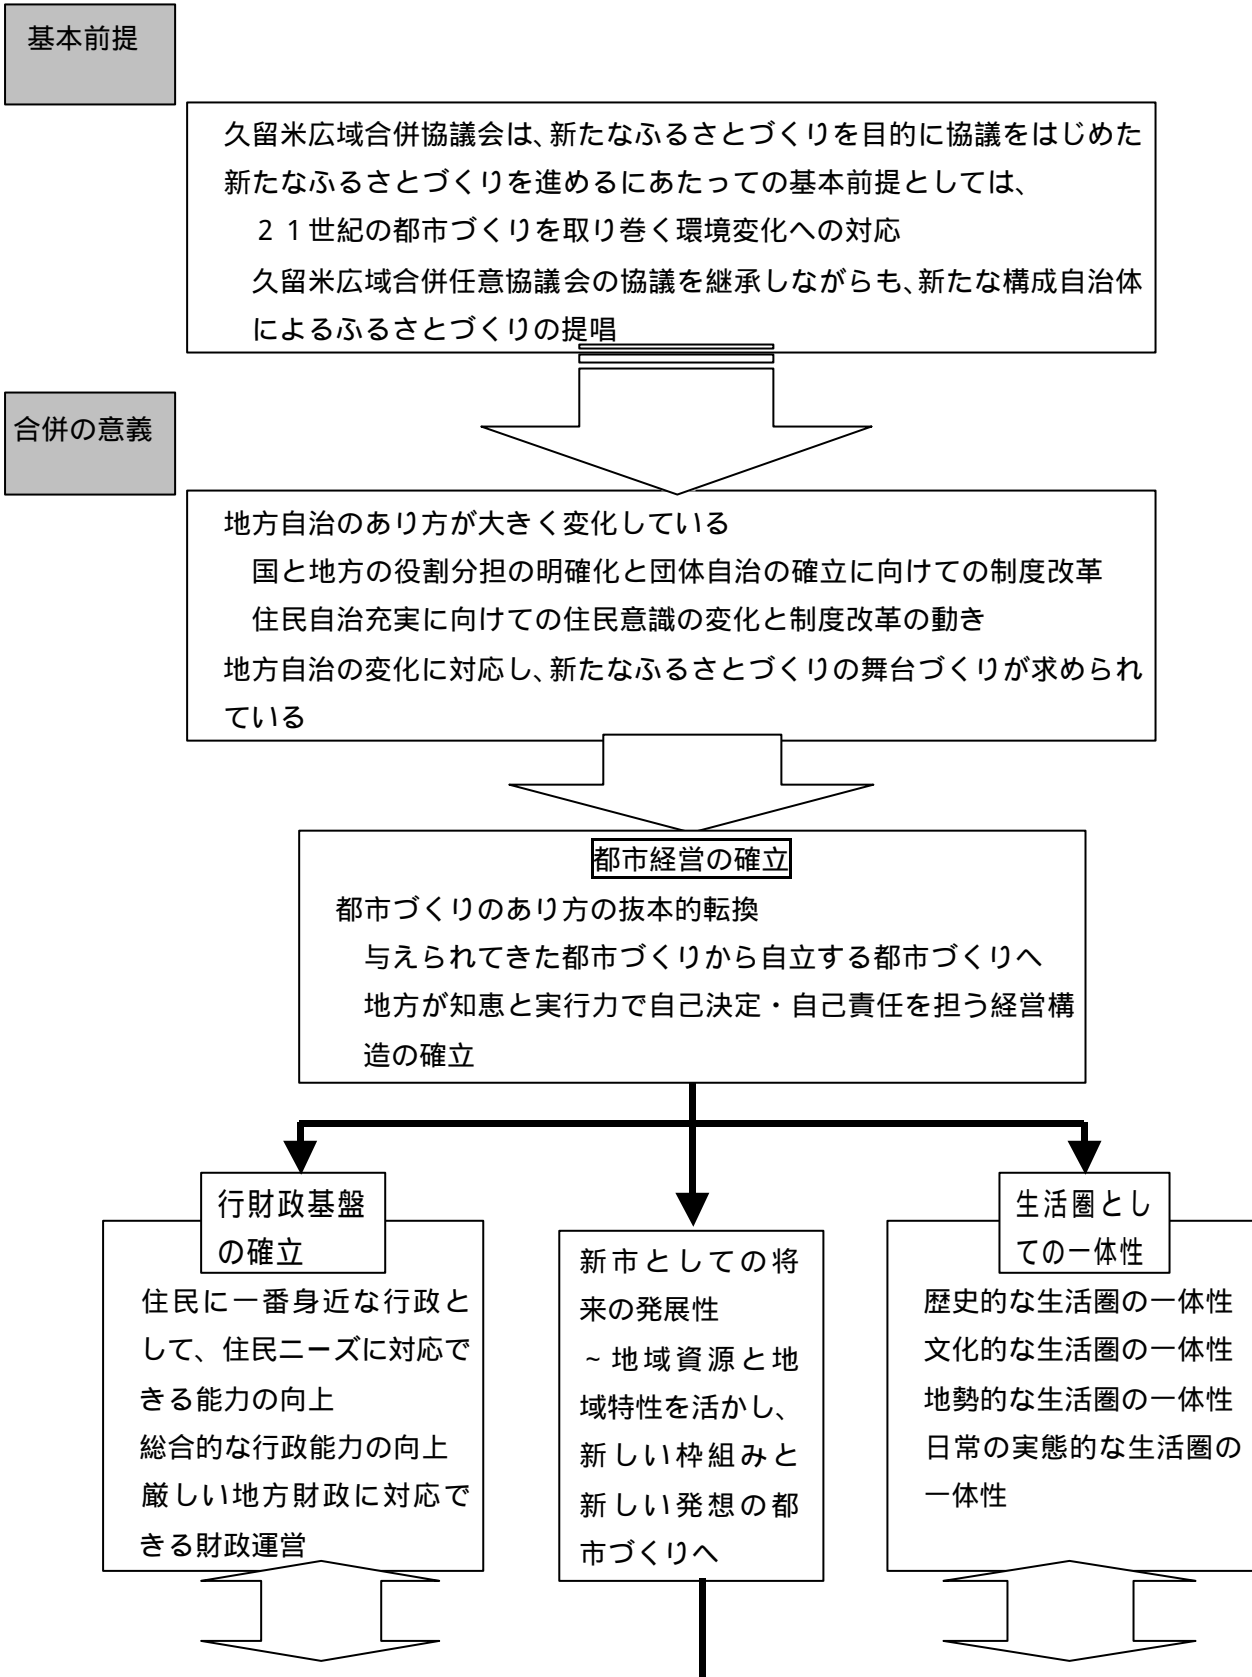 基本前提
久留米広域合併協議会は、新たなふるさとづくりを目的に協議をはじめた
新たなふるさとづくりを進めるにあたっての基本前提としては、
２１世紀の都市づくりを取り巻く環境変化への対応
久留米広域合併任意協議会の協議を継承しながらも、新たな構成自治体
によるふるさとづくりの提唱
合併の意義
地方自治のあり方が大きく変化している
国と地方の役割分担の明確化と団体自治の確立に向けての制度改革
住民自治充実に向けての住民意識の変化と制度改革の動き
地方自治の変化に対応し、新たなふるさとづくりの舞台づくりが求められ
ている
都市経営の確立
都市づくりのあり方の抜本的転換
与えられてきた都市づくりから自立する都市づくりへ
地方が知恵と実行力で自己決定・自己責任を担う経営構
造の確立
行財政基盤
の確立
住民に一番身近な行政と
して、住民ニーズに対応で
きる能力の向上
総合的な行政能力の向上
厳しい地方財政に対応で
きる財政運営
新市としての将
来の発展性
～地域資源と地
域特性を活かし、
新しい枠組みと
新しい発想の都
市づくりへ
生活圏とし
ての一体性
歴史的な生活圏の一体性
文化的な生活圏の一体性
地勢的な生活圏の一体性
日常の実態的な生活圏の
一体性